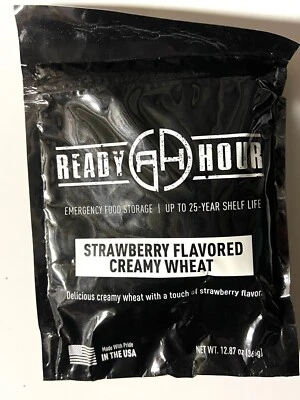 READY RH HOUR
EMERGENCY FOOD STORAGE | UP TO 25-YEAR SHELF LIFE
STRAWBERRY FLAVORED
CREAMY WHEAT
Delicious creamy wheat with a touch of strawberry flavor.
Made With Pride
IN THE USA
NET WT. 12.87 oz